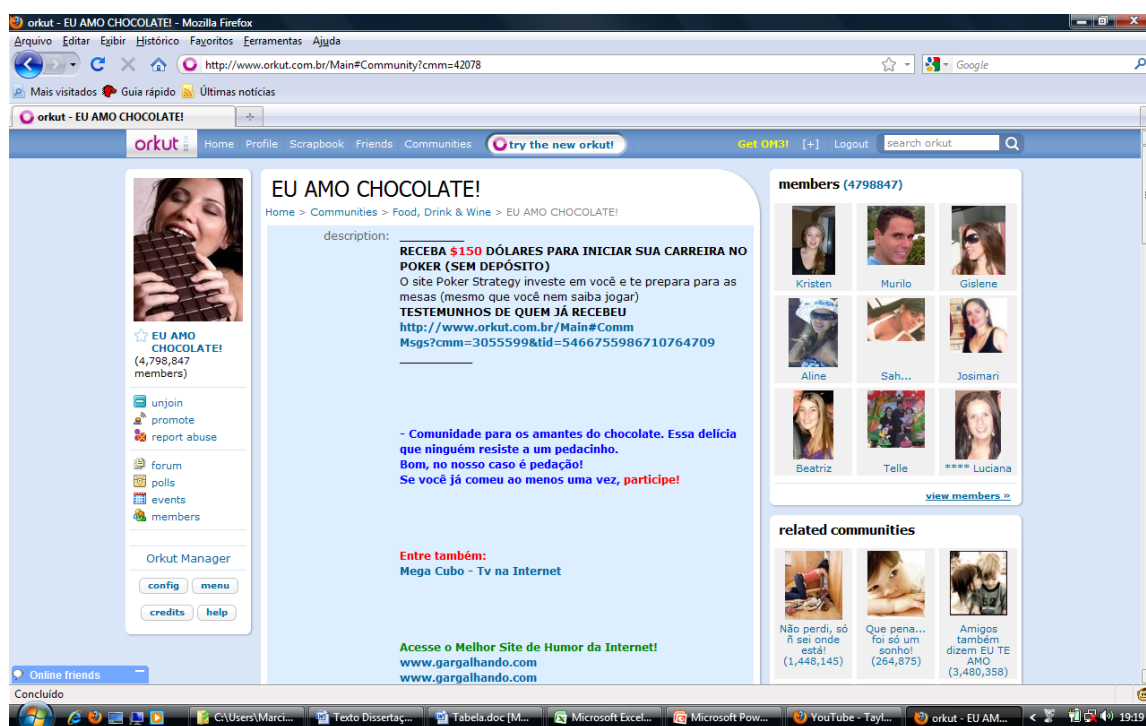 orkut - EU AMO CHOCOLATE! - Mozilla Firefox
Arquivo Editar Exibir Histórico Favoritos Ferramentas Ajuda
http://www.orkut.com.br/Main#Community?cmm=42078
Google
Mais visitados Guia rápido Últimas notícias
orkut - EU AMO CHOCOLATE!
orkut Home Profile Scrapbook Friends Communities try the new orkut! Get OM3! [+] Logout search orkut
EU AMO CHOCOLATE!
(4,798,847 members)
unjoin
promote
report abuse
forum
polls
events
members
Orkut Manager
config menu
credits help
EU AMO CHOCOLATE!
Home > Communities > Food, Drink & Wine > EU AMO CHOCOLATE!
description:
RECEBA $150 DÓLARES PARA INICIAR SUA CARREIRA NO
POKER (SEM DEPÓSITO)
O site Poker Strategy investe em você e te prepara para as
mesas (mesmo que você nem saiba jogar)
TESTEMUNHOS DE QUEM JÁ RECEBEU
http://www.orkut.com.br/Main#Comm
Msgs?cmm=3055599&tid=5466755986710764709
- Comunidade para os amantes do chocolate. Essa delícia
que ninguém resiste a um pedacinho.
Bom, no nosso caso é pedação!
Se você já comeu ao menos uma vez, participe!
Entre também:
Mega Cubo - Tv na Internet
Acesse o Melhor Site de Humor da Internet!
www.gargalhando.com
www.gargalhando.com
members (4798847)
Kristen Murilo Gislene
Aline Sah... Josimari
Beatriz Telle **** Luciana
view members »
related communities
Não perdi, só ñ sei onde está! (1,448,145)
Que pena... foi só um sonho! (264,875)
Amigos também dizem EU TE AMO (3,480,358)
Online friends
Concluído
C:\Users\Marci... Texto Dissertaç... Tabela.doc [M... Microsoft Excel... Microsoft Pow... YouTube - Tayl... orkut - EU AM... 19:19